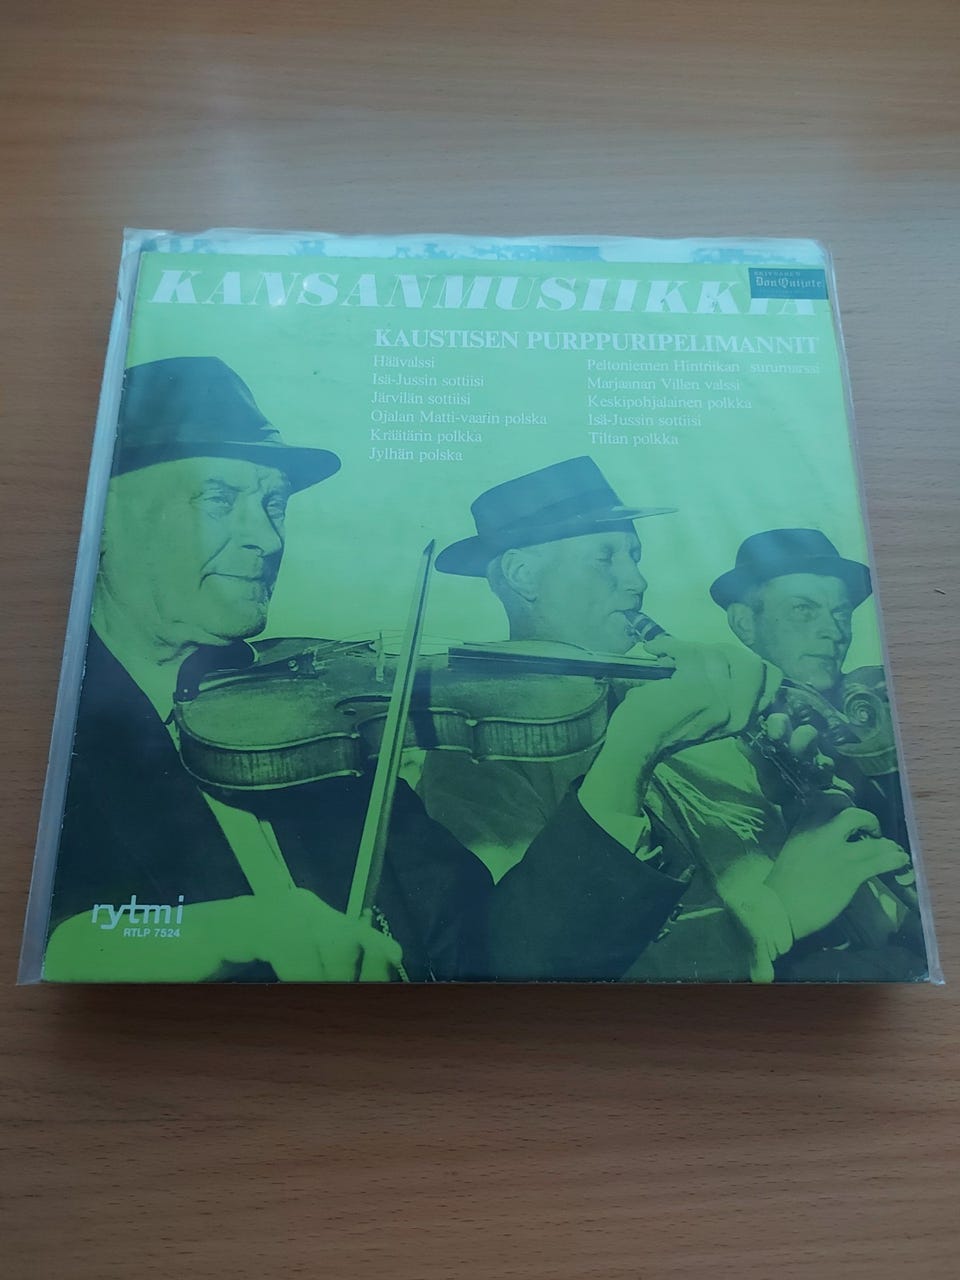 KANSANMUSIIKKIA
Don Quijote
KAUSTISEN PURPPURIPELIMANNIT
Häävalssi
Isä-Jussin sottiisi
Järvilän sottiisi
Ojalan Matti-vaarin polska
Kräätärin polkka
Jylhän polska
Peltoniemen Hintriikan surumarssi
Marjaanan Villen valssi
Keskipohjalainen polkka
Isä-Jussin sottiisi
Tiltan polkka
rytmi
RTLP 7524